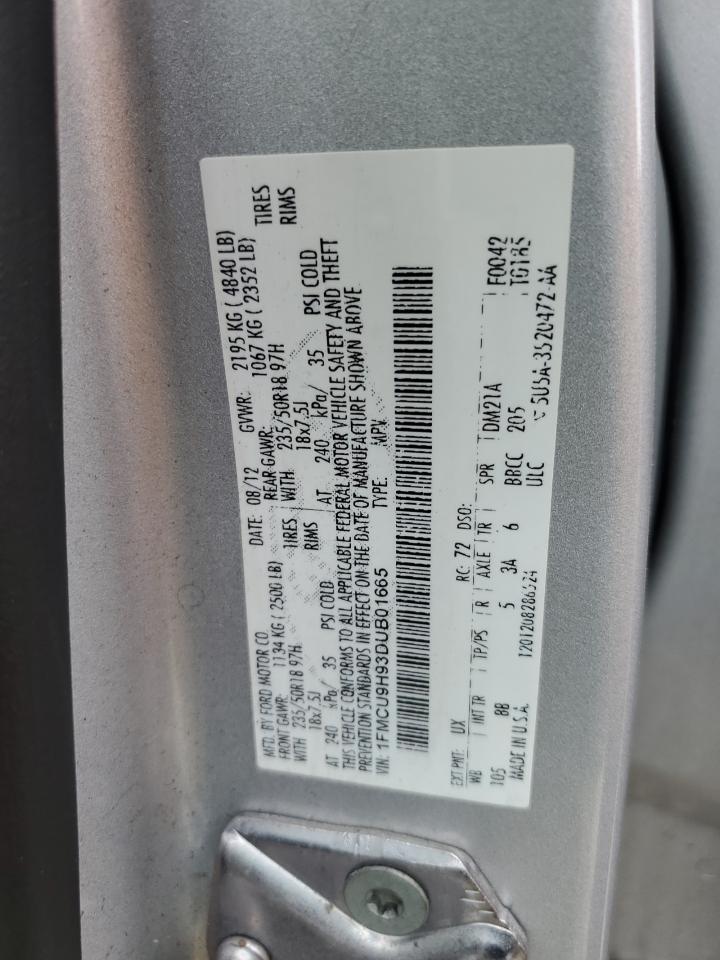 MFD. BY FORD MOTOR CO.
DATE: 08/12 GVWR: 2195 KG ( 4840 LB)
FRONT GAWR: 1134 KG ( 2500 LB) REAR GAWR: 1067 KG ( 2352 LB)
WITH 235/50R18 97H TIRES WITH 235/50R18 97H TIRES
18x7.5J RIMS 18x7.5J RIMS
AT 240 kPa/ 35 PSI COLD AT 240 kPa/ 35 PSI COLD
THIS VEHICLE CONFORMS TO ALL APPLICABLE FEDERAL MOTOR VEHICLE SAFETY AND THEFT
PREVENTION STANDARDS IN EFFECT ON THE DATE OF MANUFACTURE SHOWN ABOVE.
VIN: 1FMCU9H93DUB01665 TYPE: MPV
EXT PNT: UX RC: 72 DSO: F0042
WB INT TR TP/PS R AXLE TR SPR DM21A TG185
105 88 5 3A 6 BBCC 205
MADE IN U.S.A. ULC